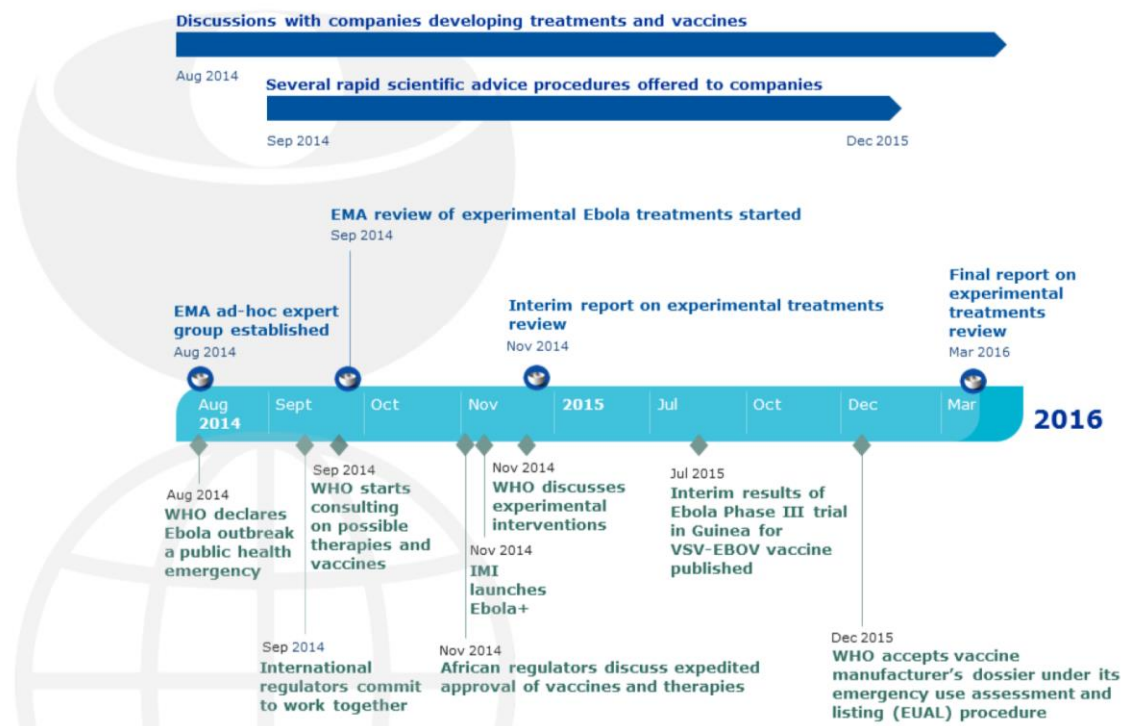 Discussions with companies developing treatments and vaccines
Aug 2014
Several rapid scientific advice procedures offered to companies
Sep 2014
Dec 2015
EMA review of experimental Ebola treatments started
Sep 2014
EMA ad-hoc expert
group established
Aug 2014
Interim report on experimental treatments
review
Nov 2014
Final report on
experimental
treatments
review
Mar 2016
Aug
2014
Sept
Oct
Nov
2015
Jul
Oct
Dec
Mar
2016
Aug 2014
WHO declares
Ebola outbreak
a public health
emergency
Sep 2014
WHO starts
consulting
on possible
therapies and
vaccines
Nov 2014
WHO discusses
experimental
interventions
Nov 2014
IMI
launches
Ebola+
Jul 2015
Interim results of
Ebola Phase III trial
in Guinea for
VSV-EBOV vaccine
published
Sep 2014
International
regulators commit
to work together
Nov 2014
African regulators discuss expedited
approval of vaccines and therapies
Dec 2015
WHO accepts vaccine
manufacturer's dossier under its
emergency use assessment and
listing (EUAL) procedure